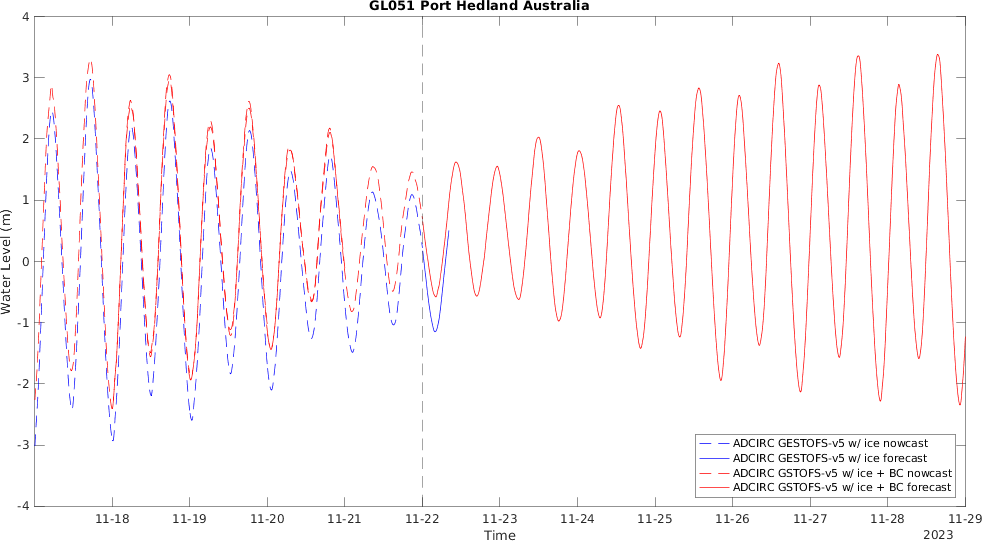 GL051 Port Hedland Australia
4
3
2
1
0
-1
-2
-3
-4
Water Level (m)
11-18 11-19 11-20 11-21 11-22 11-23 11-24 11-25 11-26 11-27 11-28 11-29
Time
2023
ADCIRC GESTOFS-v5 w/ ice nowcast
ADCIRC GESTOFS-v5 w/ ice forecast
ADCIRC GSTOFS-v5 w/ ice + BC nowcast
ADCIRC GSTOFS-v5 w/ ice + BC forecast